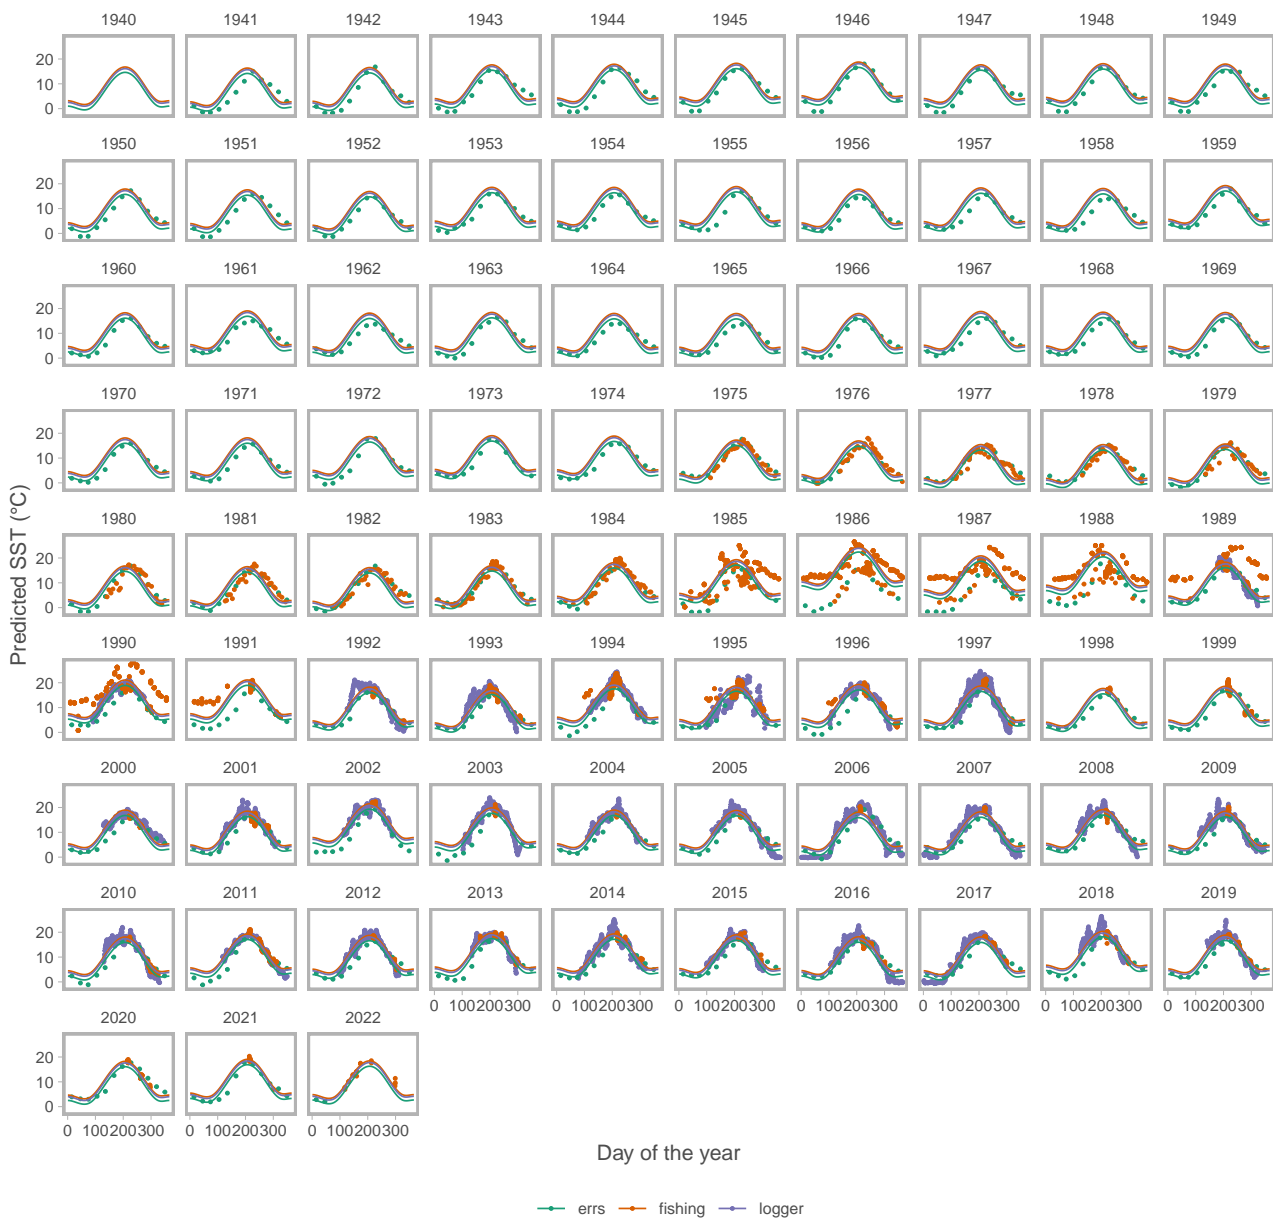 1940 1941 1942 1943 1944 1945 1946 1947 1948 1949
20
10
0
1950 1951 1952 1953 1954 1955 1956 1957 1958 1959
20
10
0
1960 1961 1962 1963 1964 1965 1966 1967 1968 1969
20
10
0
1970 1971 1972 1973 1974 1975 1976 1977 1978 1979
20
10
0
Predicted SST (°C)
1980 1981 1982 1983 1984 1985 1986 1987 1988 1989
20
10
0
1990 1991 1992 1993 1994 1995 1996 1997 1998 1999
20
10
0
2000 2001 2002 2003 2004 2005 2006 2007 2008 2009
20
10
0
2010 2011 2012 2013 2014 2015 2016 2017 2018 2019
20
10
0
0 100200300 0 100200300 0 100200300 0 100200300 0 100200300 0 100200300 0 100200300
2020 2021 2022
20
10
0
0 100200300 0 100200300 0 100200300
Day of the year
errs fishing logger